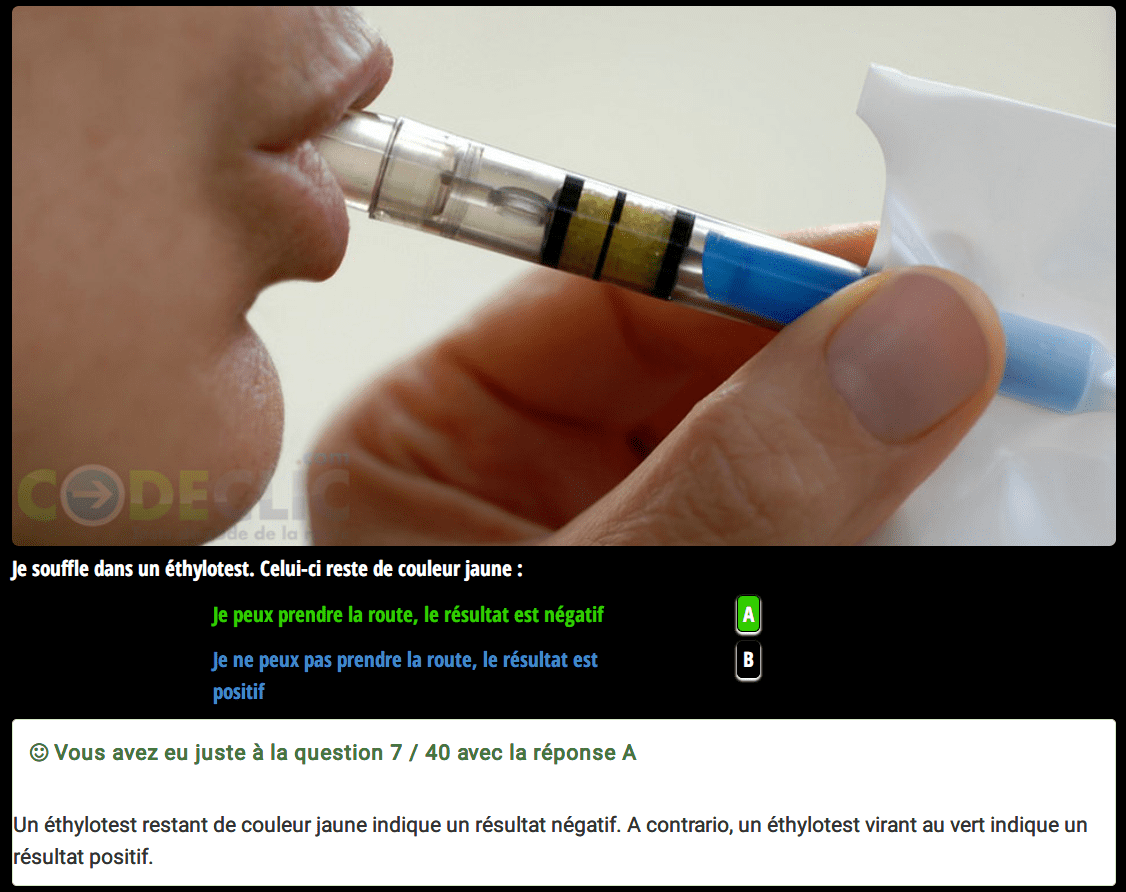 CODECLIC
de de la
Je souffle dans un éthylotest. Celui-ci reste de couleur jaune :
Je peux prendre la route, le résultat est négatif
A
Je ne peux pas prendre la route, le résultat est
positif
B
Vous avez eu juste à la question 7 / 40 avec la réponse A
Un éthylotest restant de couleur jaune indique un résultat négatif. A contrario, un éthylotest virant au vert indique un
résultat positif.